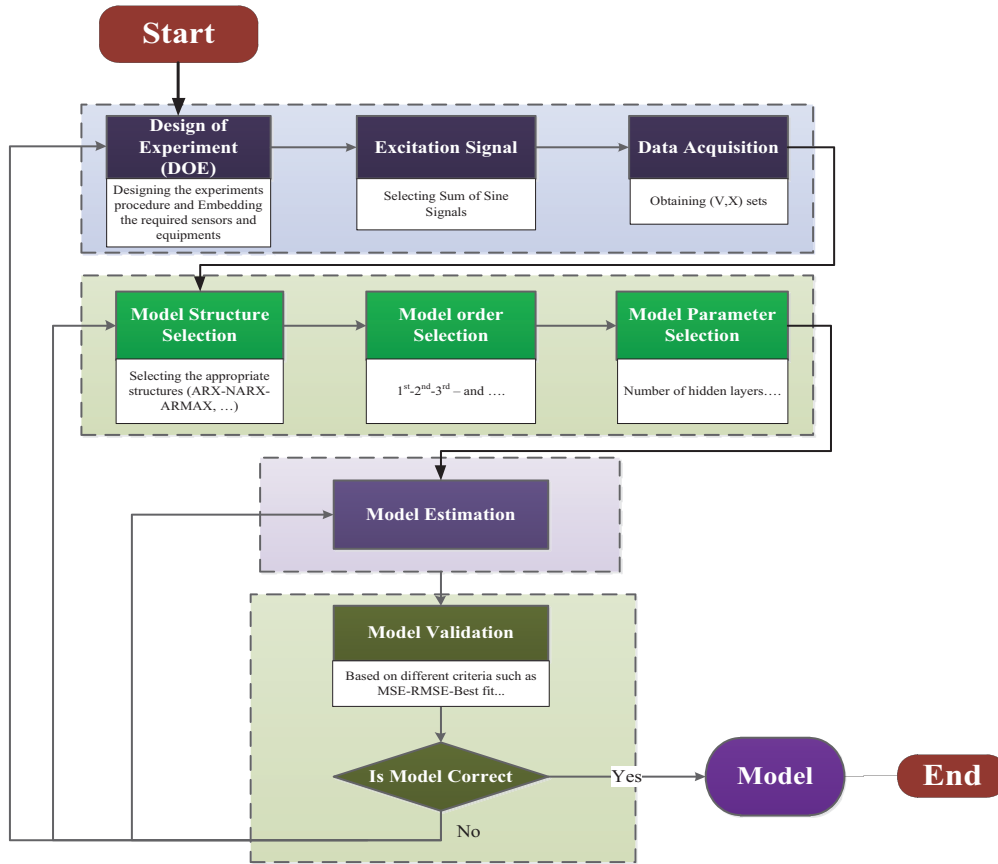 Start
Design of
Experiment
(DOE)
Designing the experiments
procedure and Embedding
the required sensors and
equipments
Excitation Signal
Selecting Sum of Sine
Signals
Data Acquisition
Obtaining (V,X) sets
Model Structure
Selection
Selecting the appropriate
structures (ARX-NARX-
ARMAX, …)
Model order
Selection
1st-2nd-3rd – and ….
Model Parameter
Selection
Number of hidden layers….
Model Estimation
Model Validation
Based on different criteria such as
MSE-RMSE-Best fit...
Is Model Correct
Yes
No
Model
End